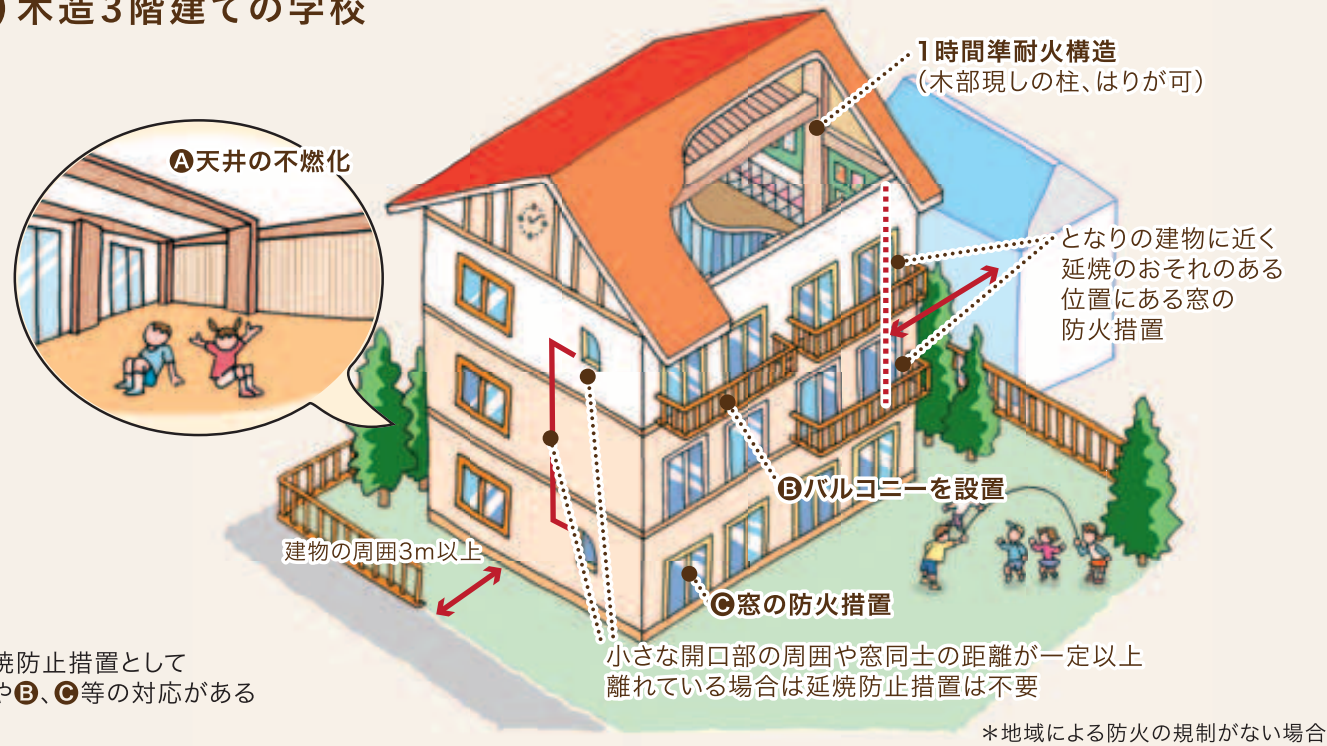 ）木造3階建ての学校
1時間準耐火構造
（木部現しの柱、はりが可）
Ⓐ天井の不燃化
となりの建物に近く
延焼のおそれのある
位置にある窓の
防火措置
Ⓑバルコニーを設置
建物の周囲3m以上
Ⓒ窓の防火措置
小さな開口部の周囲や窓同士の距離が一定以上
離れている場合は延焼防止措置は不要
焼防止措置として
やⒷ、Ⓒ等の対応がある
＊地域による防火の規制がない場合